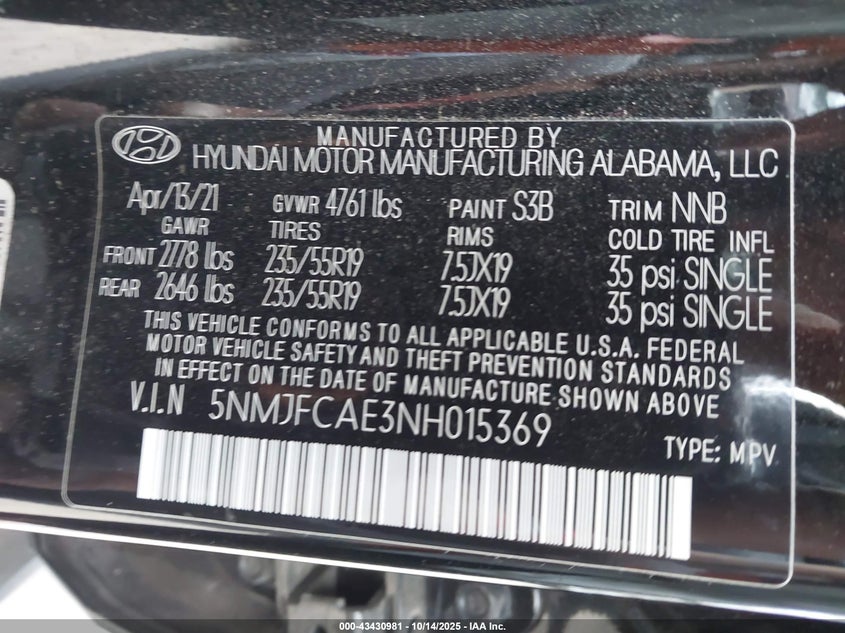 MANUFACTURED BY
HYUNDAI MOTOR MANUFACTURING ALABAMA, LLC
Apr/13/21 GVWR 4761 lbs PAINT S3B TRIM NNB
GAWR TIRES RIMS COLD TIRE INFL
FRONT 2778 lbs 235/55R19 7.5JX19 35 psi SINGLE
REAR 2646 lbs 235/55R19 7.5JX19 35 psi SINGLE
THIS VEHICLE CONFORMS TO ALL APPLICABLE U.S.A. FEDERAL
MOTOR VEHICLE SAFETY AND THEFT PREVENTION STANDARDS
IN EFFECT ON THE DATE OF MANUFACTURE SHOWN ABOVE
V.I.N 5NMJFCAE3NH015369
TYPE: MPV
000-43430981 - 10/14/2025 - IAA Inc.